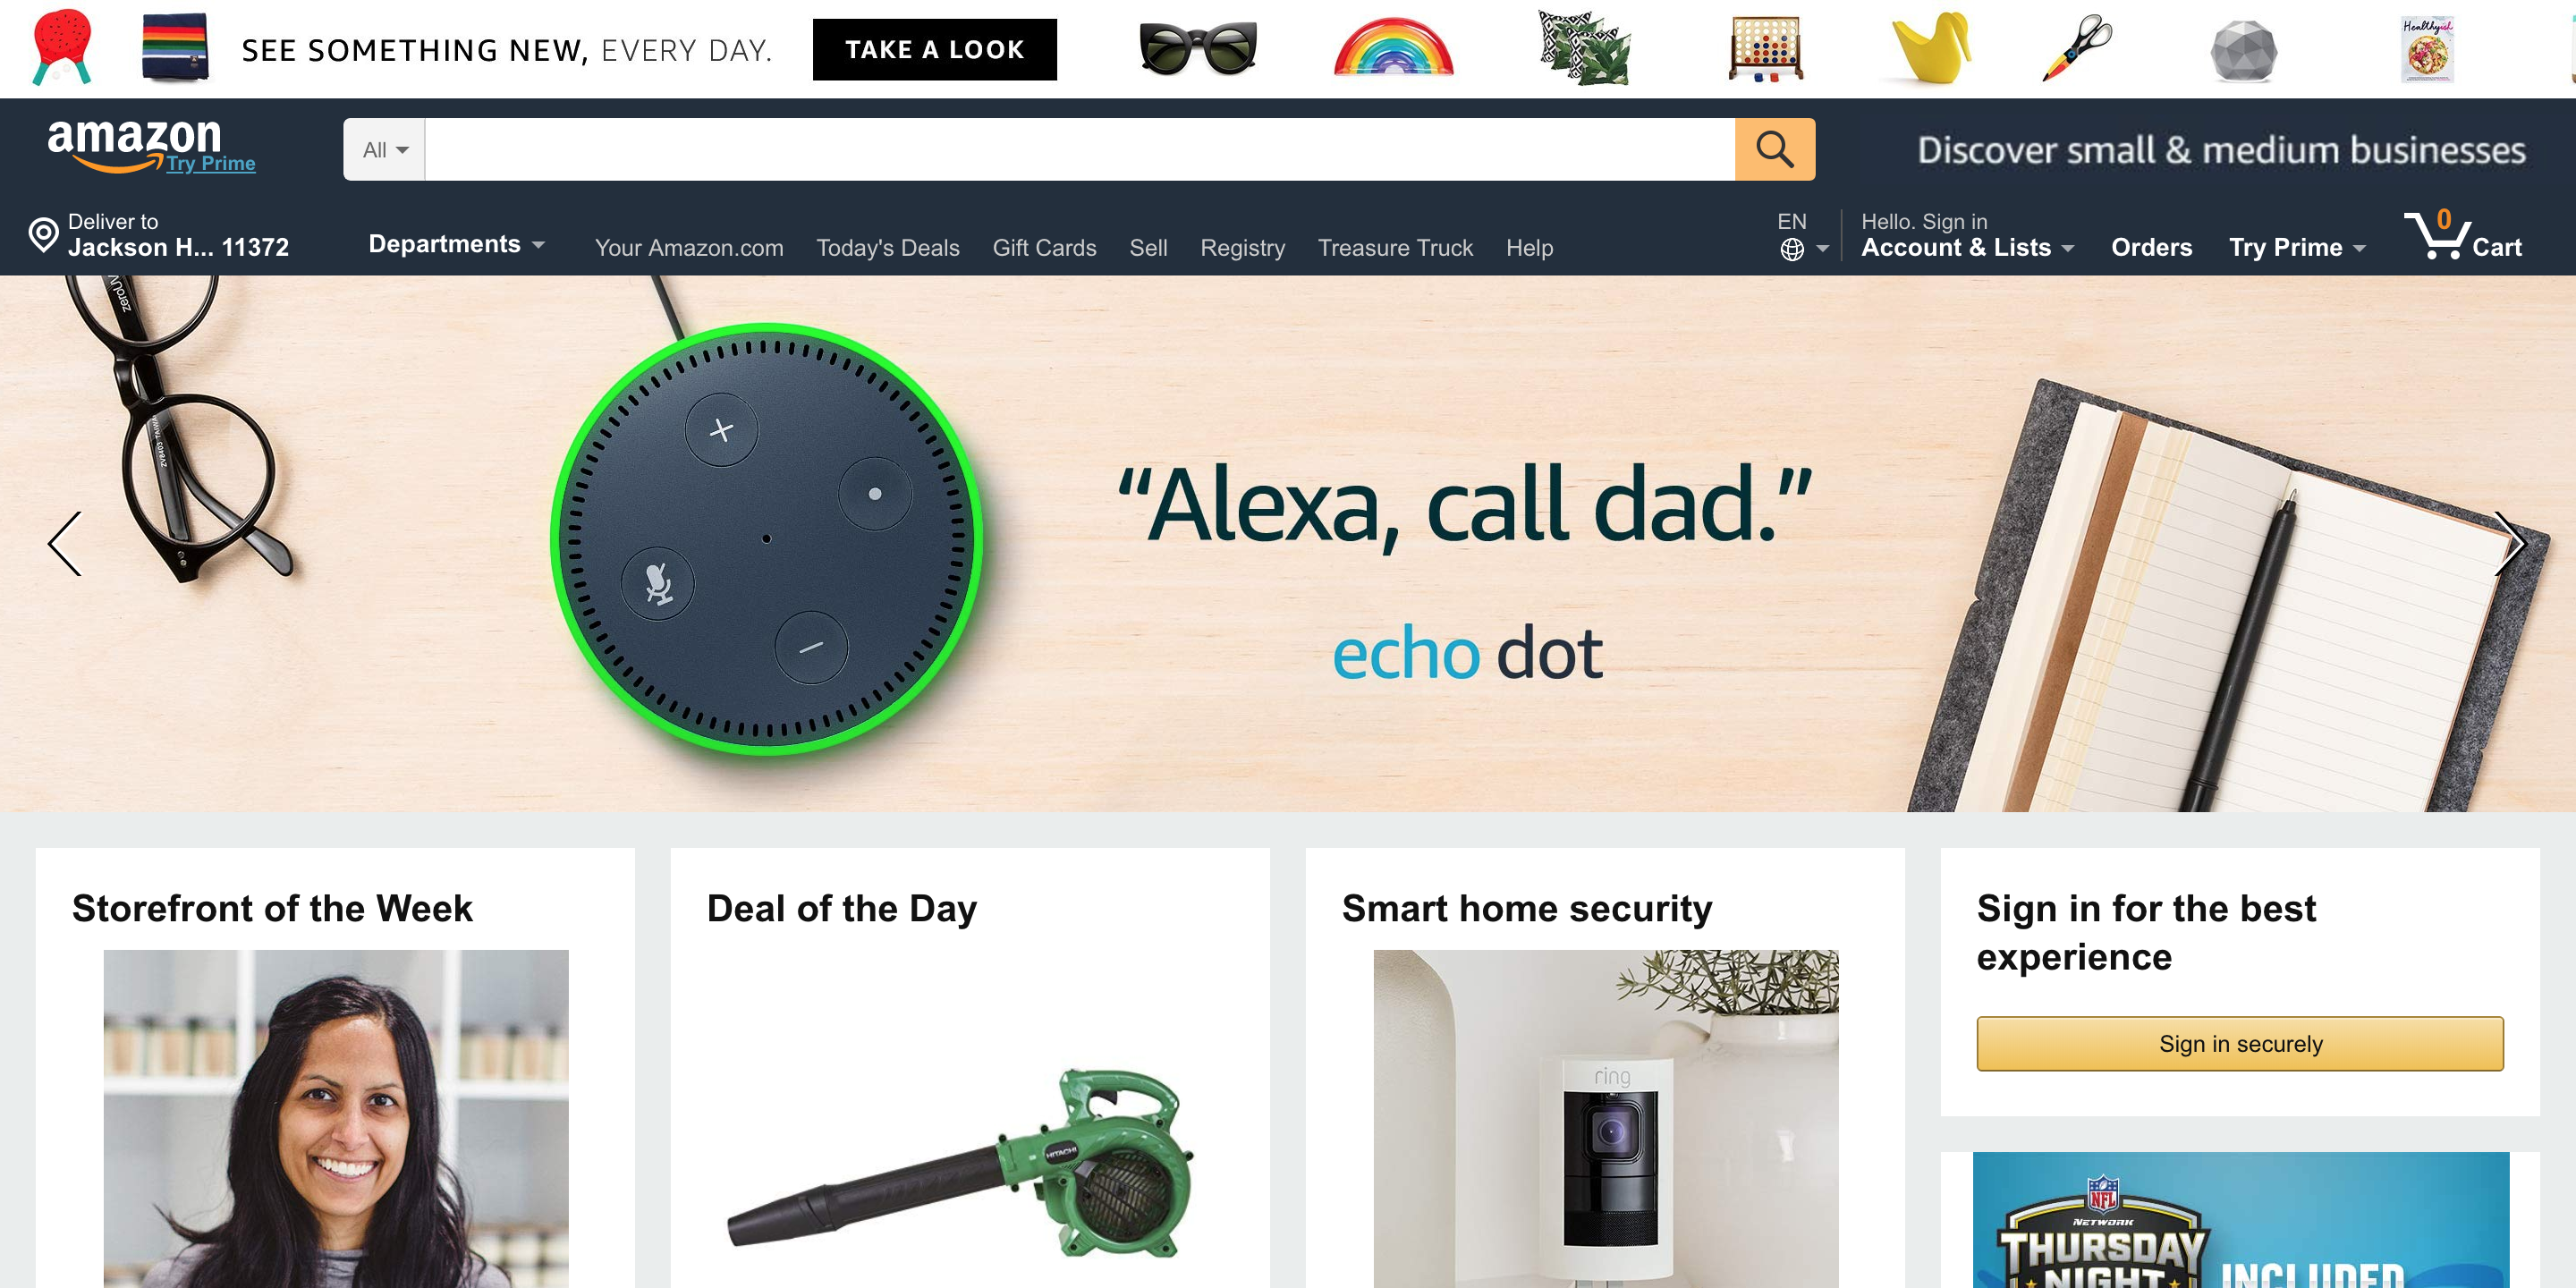 SEE SOMETHING NEW, EVERY DAY.
TAKE A LOOK
Healthyish
amazon
Try Prime
All
Discover small & medium businesses
Deliver to
Jackson H... 11372
Departments
Your Amazon.com
Today's Deals
Gift Cards
Sell
Registry
Treasure Truck
Help
EN
Hello. Sign in
Account & Lists
Orders
Try Prime
0
Cart
“Alexa, call dad.”
echo dot
Storefront of the Week
Deal of the Day
HITACHI
Smart home security
ring
Sign in for the best
experience
Sign in securely
NFL
NETWORK
THURSDAY
NIGHT
INCLUDED